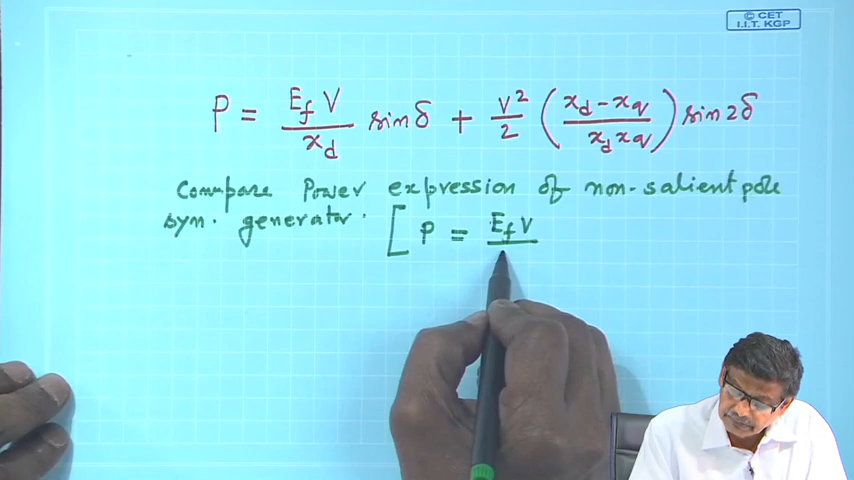 © CET
I.I.T. KGP
P = E_f V / x_d sin δ + V² / 2 ( x_d - x_q / x_d x_q ) sin 2δ
Compare Power expression of non-salient pole
syn. generator. [ P = E_f V